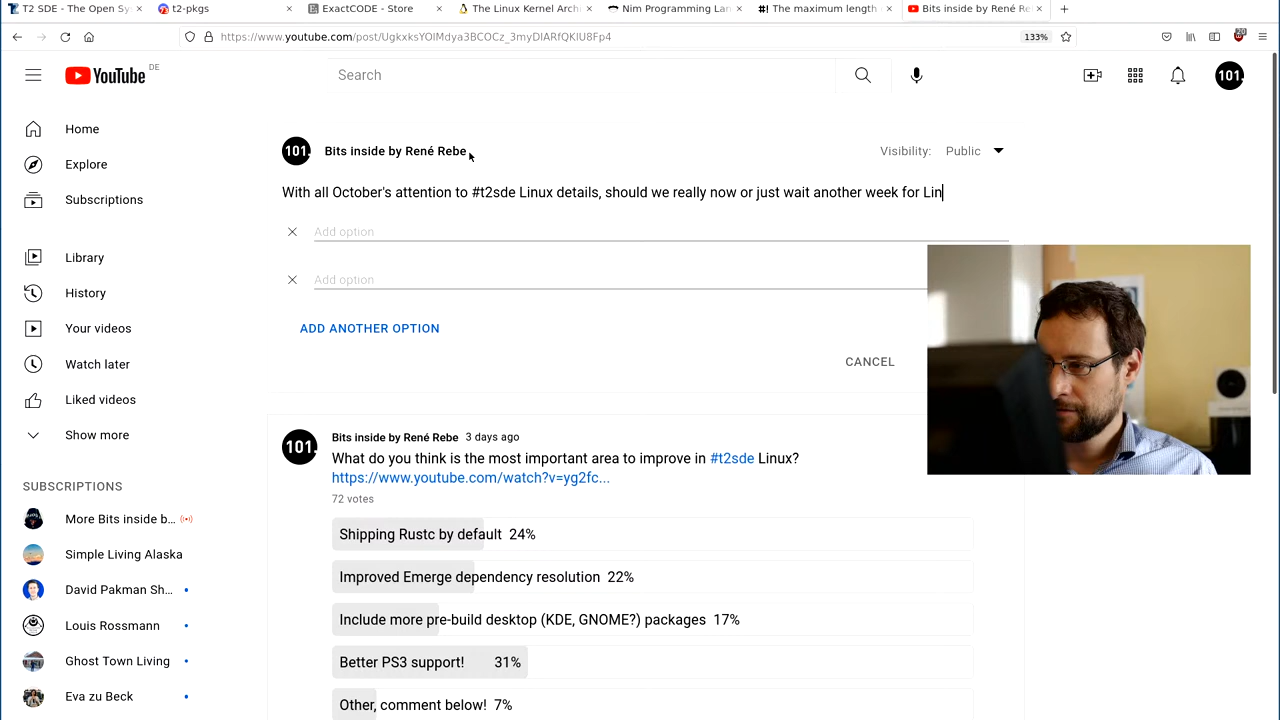 T2 SDE - The Open Sy
t2-pkgs
ExactCODE - Store
The Linux Kernel Arch
Nim Programming Lan
The maximum length
Bits inside by René Re
https://www.youtube.com/post/UgkxksYOIMdya3BCOCz_3myDIARfQKIU8Fp4
133%
20
YouTube DE
Search
101.
Home
Explore
Subscriptions
Library
History
Your videos
Watch later
Liked videos
Show more
SUBSCRIPTIONS
More Bits inside b...
Simple Living Alaska
David Pakman Sh...
Louis Rossmann
Ghost Town Living
Eva zu Beck
101.
Bits inside by René Rebe
Visibility: Public
With all October's attention to #t2sde Linux details, should we really now or just wait another week for Lin
Add option
Add option
ADD ANOTHER OPTION
CANCEL
101.
Bits inside by René Rebe 3 days ago
What do you think is the most important area to improve in #t2sde Linux?
https://www.youtube.com/watch?v=yg2fc...
72 votes
Shipping Rustc by default 24%
Improved Emerge dependency resolution 22%
Include more pre-build desktop (KDE, GNOME?) packages 17%
Better PS3 support! 31%
Other, comment below! 7%